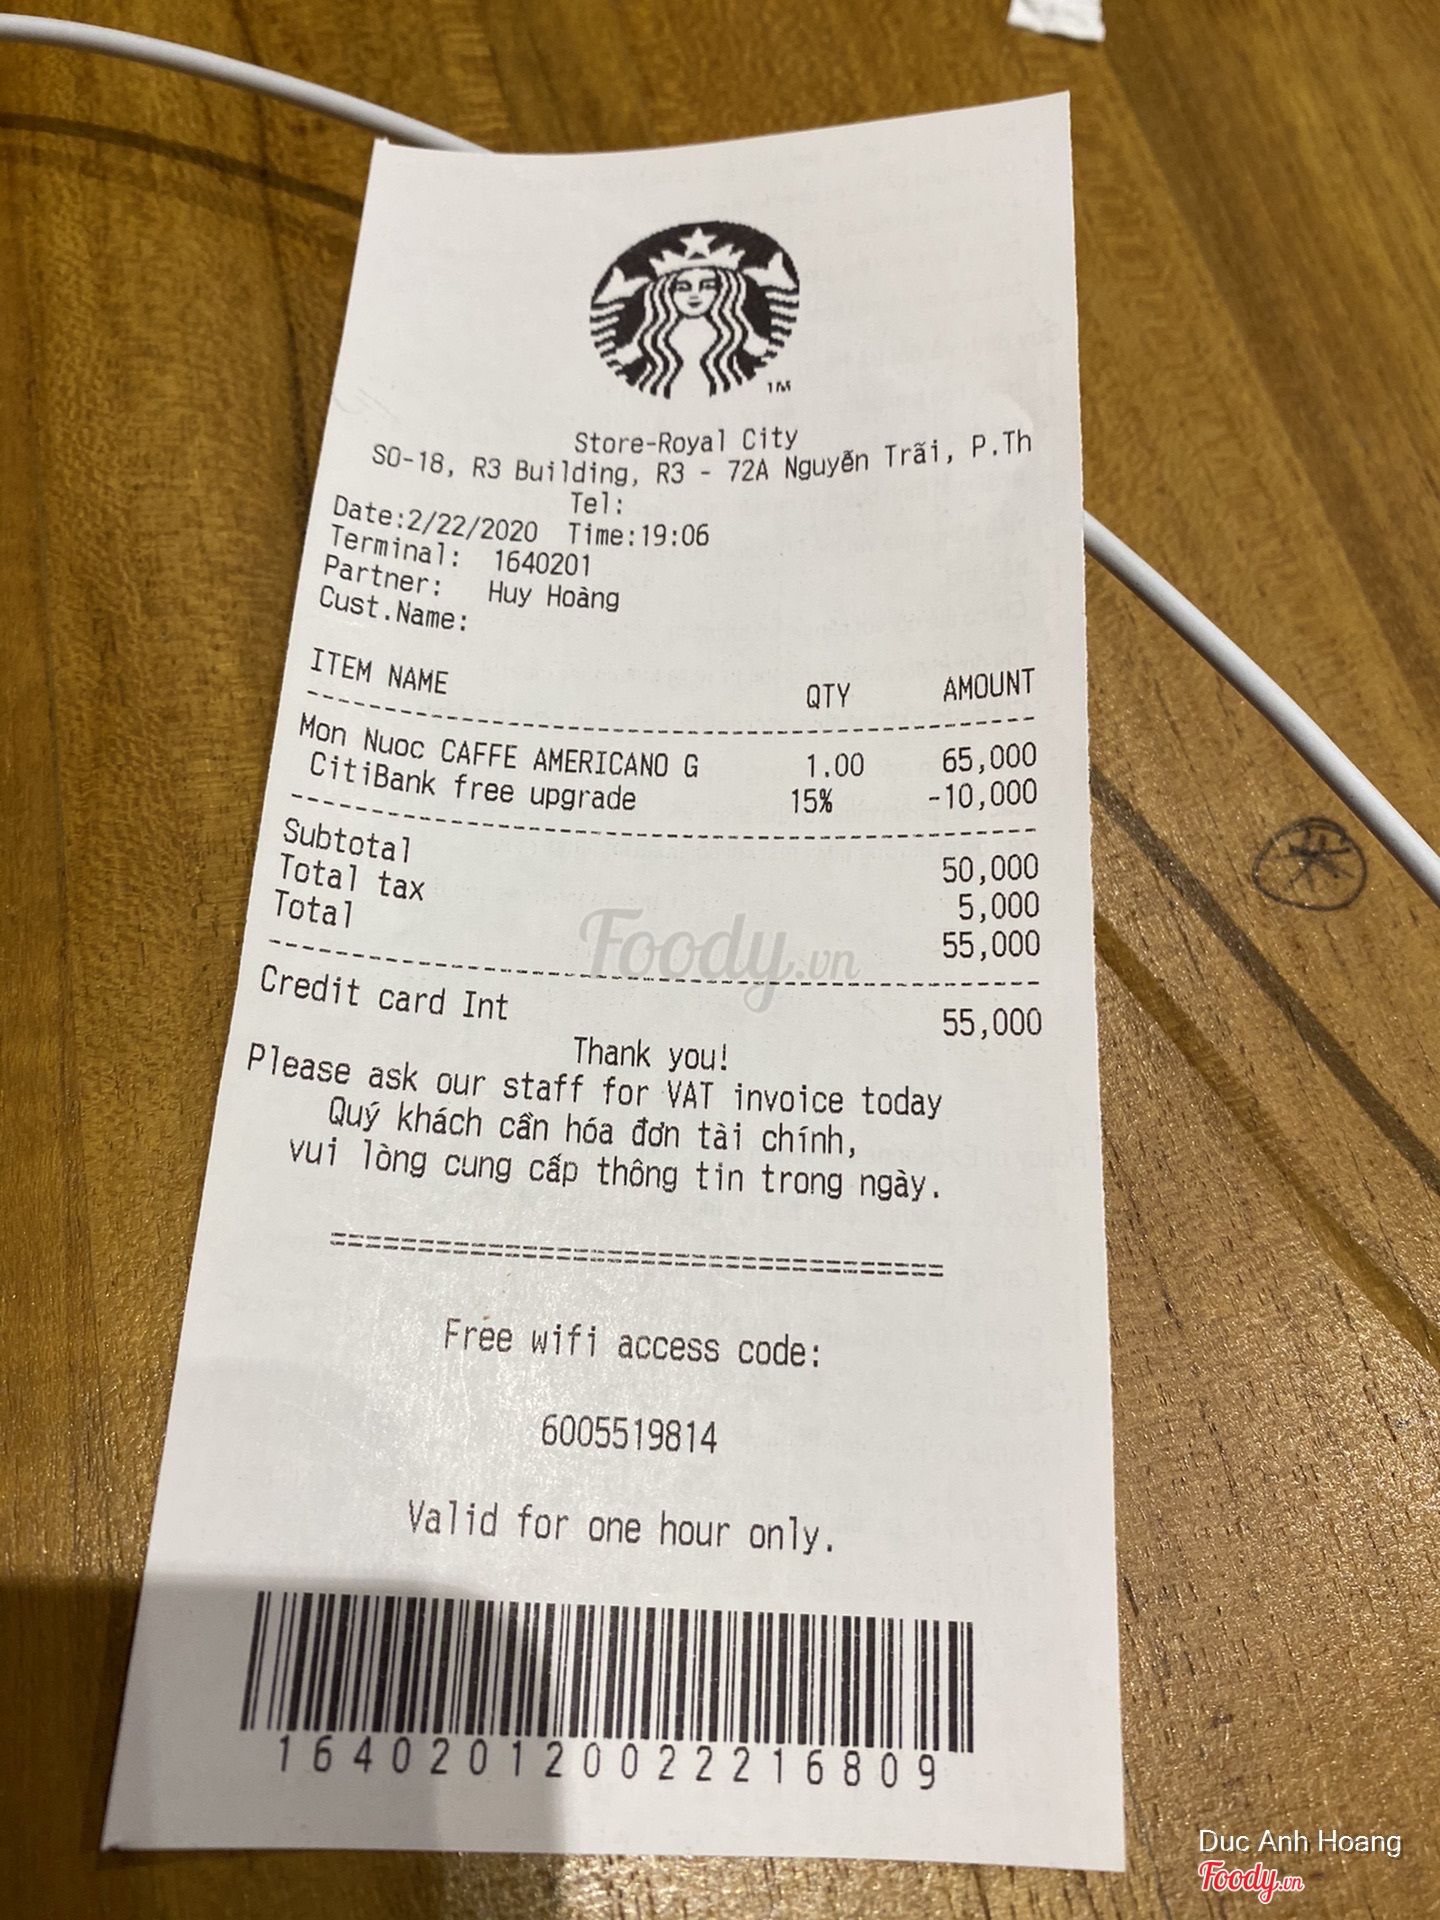 TM
Store-Royal City
SO-18, R3 Building, R3 - 72A Nguyễn Trãi, P.Th
Tel:
Date:2/22/2020 Time:19:06
Terminal: 1640201
Partner: Huy Hoàng
Cust.Name:
ITEM NAME QTY AMOUNT
Mon Nuoc CAFFE AMERICANO G 1.00 65,000
CitiBank free upgrade 15% -10,000
Subtotal 50,000
Total tax 5,000
Total 55,000
Foody.vn
Credit card Int 55,000
Thank you!
Please ask our staff for VAT invoice today
Quý khách cần hóa đơn tài chính,
vui lòng cung cấp thông tin trong ngày.
Free wifi access code:
6005519814
Valid for one hour only.
164020120022216809
Duc Anh Hoang
Foody.vn